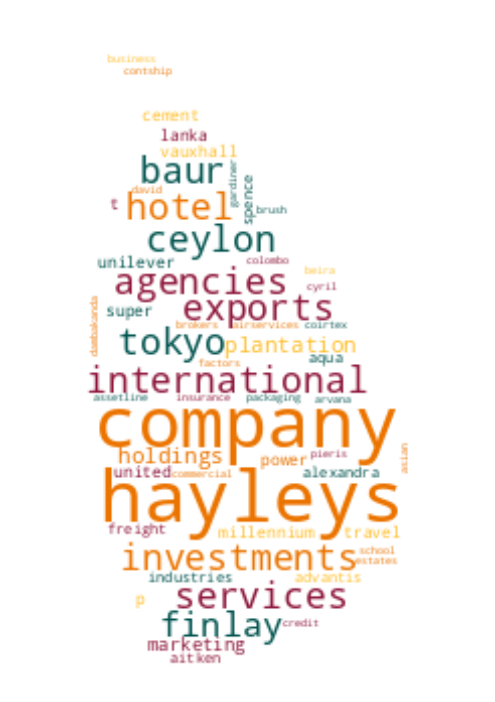 business
contship
cement
lanka
vauxhall
baur
gardiner
spence
david
t
hotel
brush
ceylon
unilever
colombo
beira
agencies
cyril
exports
super
dambakanda
brokers
airservices
coirtex
tokyo
plantation
aqua
factors
international
assetline
insurance
packaging
arvana
company
holdings
power
pieris
asian
united
commercial
alexandra
hayleys
freight
millennium
travel
investments
school
estates
industries
advantis
p
services
finlay
credit
marketing
aitken